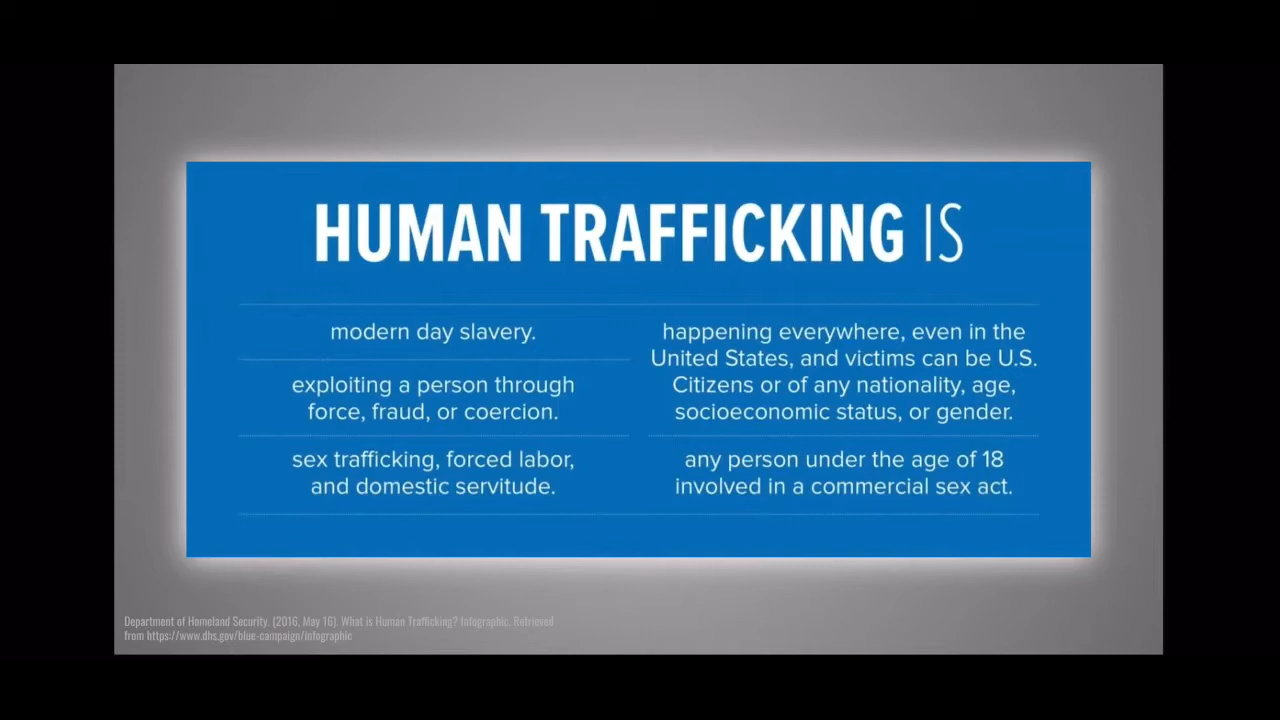 HUMAN TRAFFICKING IS
modern day slavery.
exploiting a person through
force, fraud, or coercion.
sex trafficking, forced labor,
and domestic servitude.
happening everywhere, even in the
United States, and victims can be U.S.
Citizens or of any nationality, age,
socioeconomic status, or gender.
any person under the age of 18
involved in a commercial sex act.
Department of Homeland Security. (2016, May 16). What is Human Trafficking? Infographic. Retrieved
from https://www.dhs.gov/blue-campaign/infographic